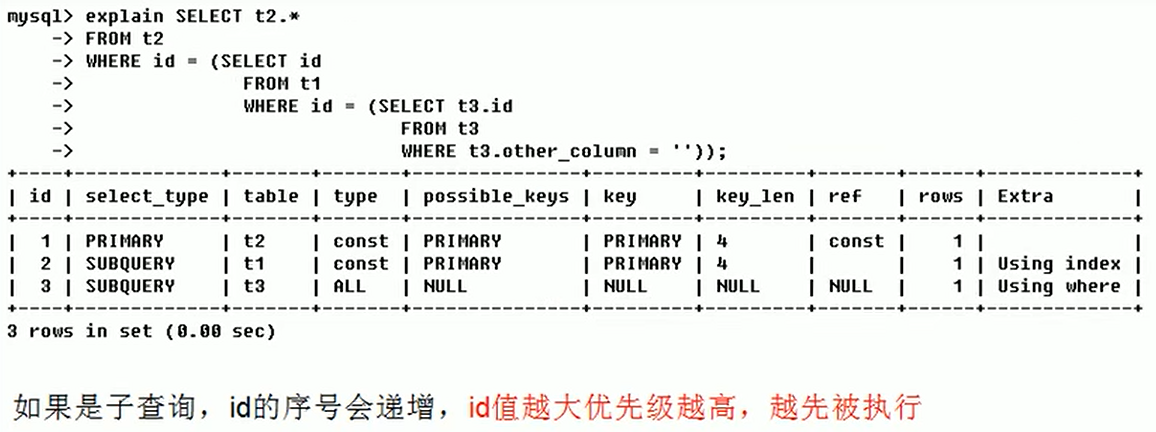 mysql> explain SELECT t2.*
    -> FROM t2
    -> WHERE id = (SELECT id
    ->               FROM t1
    ->               WHERE id = (SELECT t3.id
    ->                             FROM t3
    ->                             WHERE t3.other_column = ''));
+----+-------------+-------+-------+---------------+---------+---------+-------+------+-------------+
| id | select_type | table | type  | possible_keys | key     | key_len | ref   | rows | Extra       |
+----+-------------+-------+-------+---------------+---------+---------+-------+------+-------------+
|  1 | PRIMARY     | t2    | const | PRIMARY       | PRIMARY | 4       | const |    1 |             |
|  2 | SUBQUERY    | t1    | const | PRIMARY       | PRIMARY | 4       |       |    1 | Using index |
|  3 | SUBQUERY    | t3    | ALL   | NULL          | NULL    | NULL    | NULL  |    1 | Using where |
+----+-------------+-------+-------+---------------+---------+---------+-------+------+-------------+
3 rows in set (0.00 sec)
如果是子查询，id的序号会递增，id值越大优先级越高，越先被执行